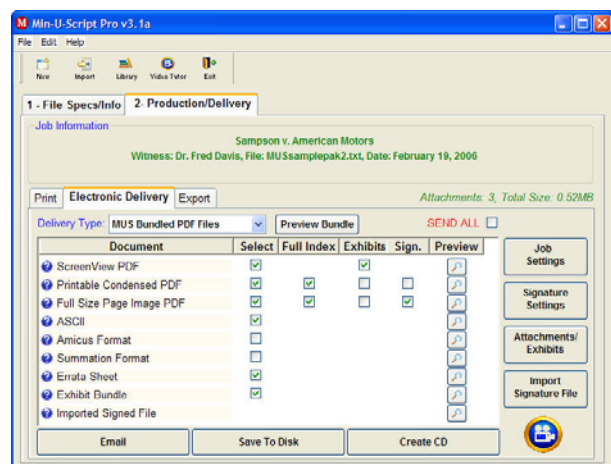 Min-U-Script Pro v3.1a
File Edit Help
New Import Library Video Tutor Exit
1 - File Specs/Info 2- Production/Delivery
Job Information
Sampson v. American Motors
Witness: Dr. Fred Davis, File: MUSsamplepak2.txt, Date: February 19, 2006
Print Electronic Delivery Export Attachments: 3, Total Size: 0.52MB
Delivery Type: MUS Bundled PDF Files Preview Bundle SEND ALL
Document Select Full Index Exhibits Sign. Preview
ScreenView PDF
Printable Condensed PDF
Full Size Page Image PDF
ASCII
Amicus Format
Summation Format
Errata Sheet
Exhibit Bundle
Imported Signed File
Job
Settings
Signature
Settings
Attachments/
Exhibits
Import
Signature File
Email Save To Disk Create CD